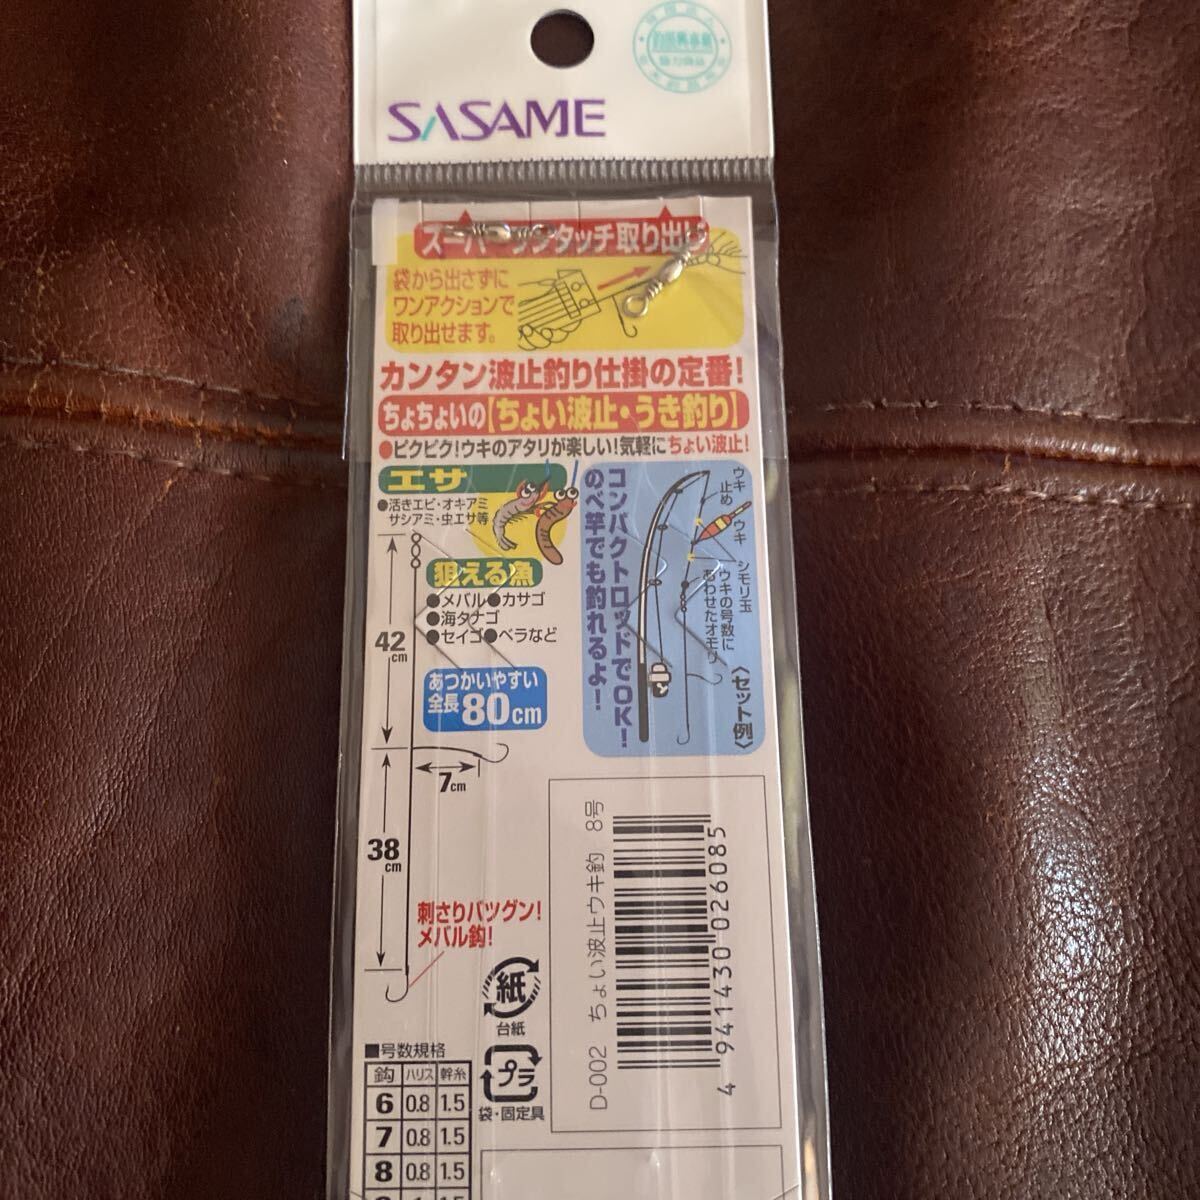 SASAME
スーパーワンタッチ取り出し
袋から出さずに
ワンアクションで
取り出せます。
カンタン波止釣り仕掛の定番！
ちょちょいの【ちょい波止・うき釣り】
●ピクピク！ウキのアタリが楽しい！気軽にちょい波止！
エサ
●活きエビ・オキアミ
サシアミ・虫エサ等
狙える魚
●メバル●カサゴ
●海タナゴ
●セイゴ●ベラなど
あつかいやすい
全長80cm
42cm
7cm
38cm
刺さりバツグン！
メバル鈎！
コンパクトロッドでOK！
のべ竿でも釣れるよ！
ウキ止め
ウキ
シモリ玉
ウキの号数に
あわせたオモリ
〈セット例〉
紙
台紙
プラ
袋・固定具
D-002 ちょい波止ウキ釣 8号
4 941430 026085
■号数規格
鈎 ハリス 幹糸
6 0.8 1.5
7 0.8 1.5
8 0.8 1.5